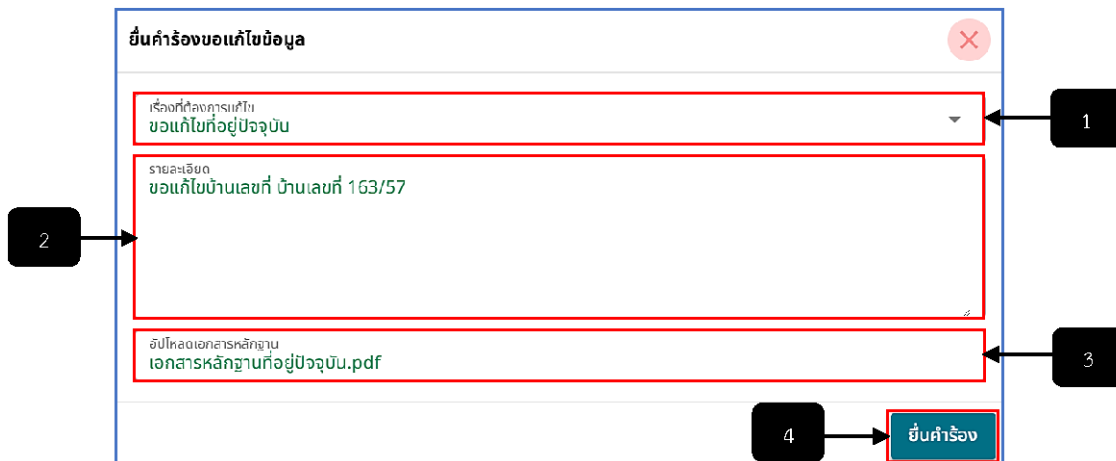 ยื่นคำร้องขอแก้ไขข้อมูล
เรื่องที่ต้องการแก้ไข
ขอแก้ไขที่อยู่ปัจจุบัน
1
รายละเอียด
ขอแก้ไขบ้านเลขที่ บ้านเลขที่ 163/57
2
อัปโหลดเอกสารหลักฐาน
เอกสารหลักฐานที่อยู่ปัจจุบัน.pdf
3
4
ยื่นคำร้อง